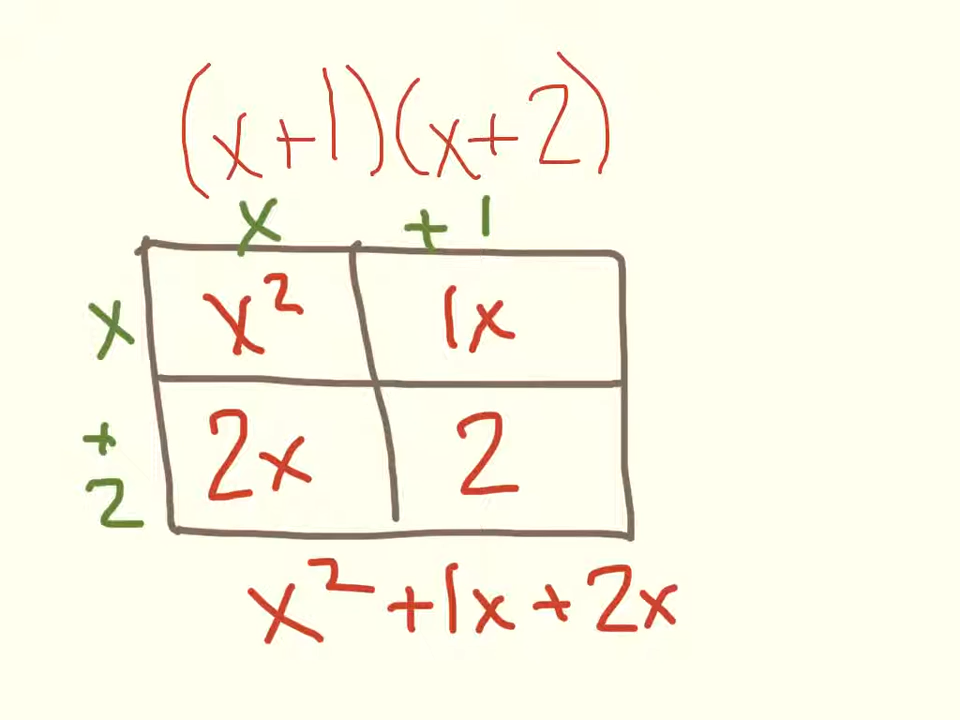 (x+1)(x+2)
x +1
x x² 1x
+
2 2x 2
x²+1x+2x